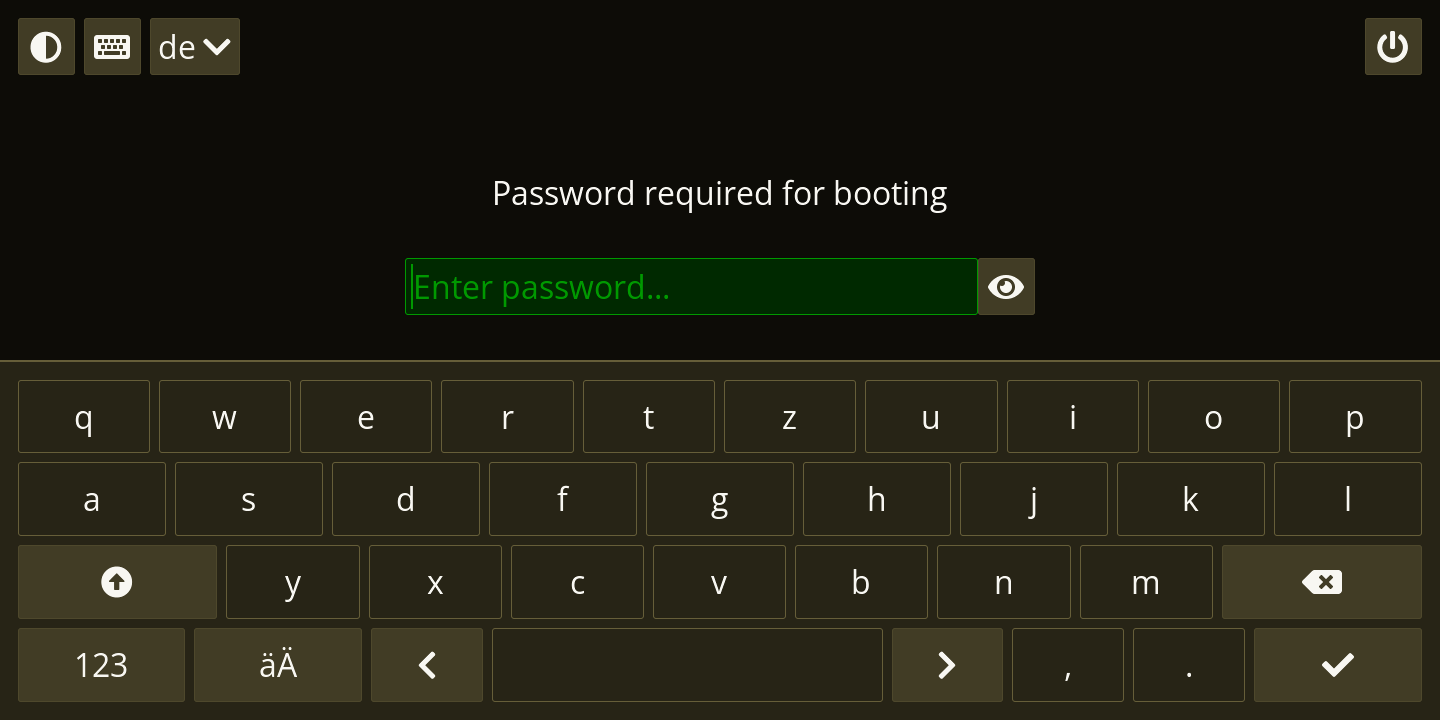 de
Password required for booting
Enter password...
q w e r t z u i o p
a s d f g h j k l
y x c v b n m
123 äÄ , .